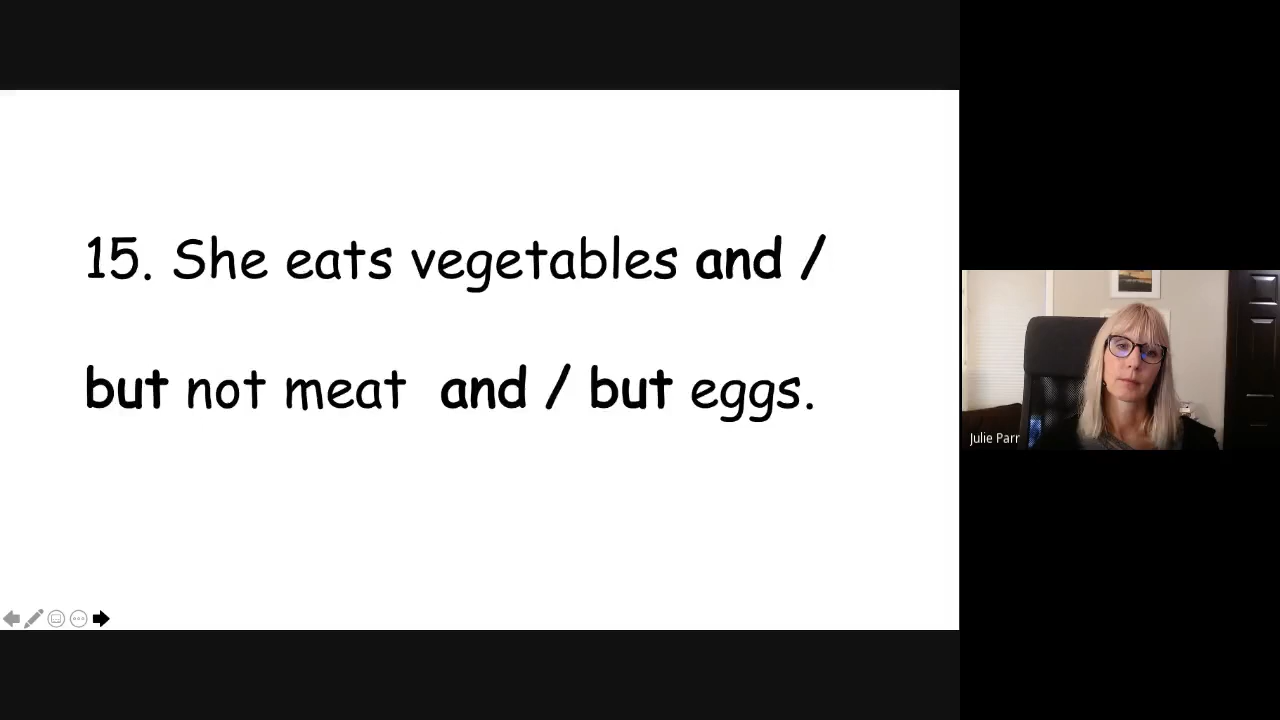 15. She eats vegetables and /
but not meat and / but eggs.
Julie Parr